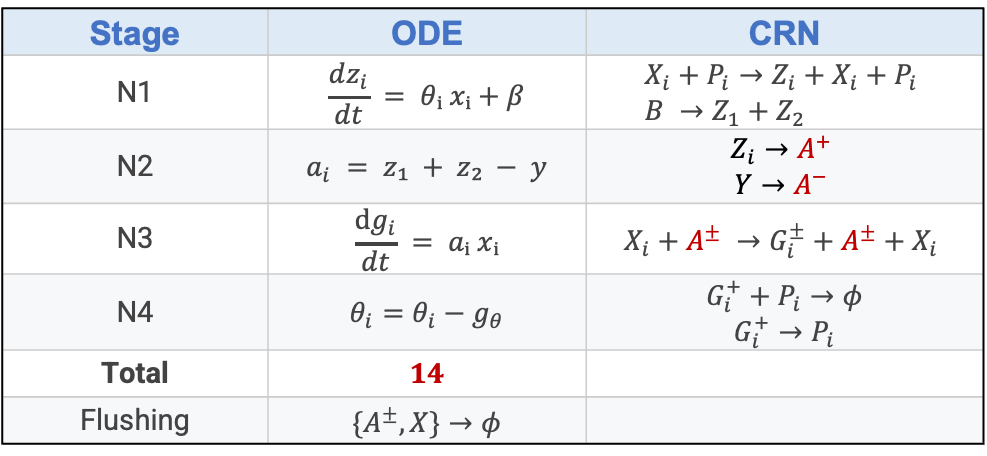 Stage ODE CRN
N1 dz_i/dt = θ_i x_i + β X_i + P_i → Z_i + X_i + P_i
B → Z_1 + Z_2
N2 a_i = z_1 + z_2 − y Z_i → A^+
Y → A^−
N3 dg_i/dt = a_i x_i X_i + A^± → G_i^± + A^± + X_i
N4 θ_i = θ_i − g_θ G_i^+ + P_i → ϕ
G_i^+ → P_i
Total 14
Flushing {A^±, X} → ϕ